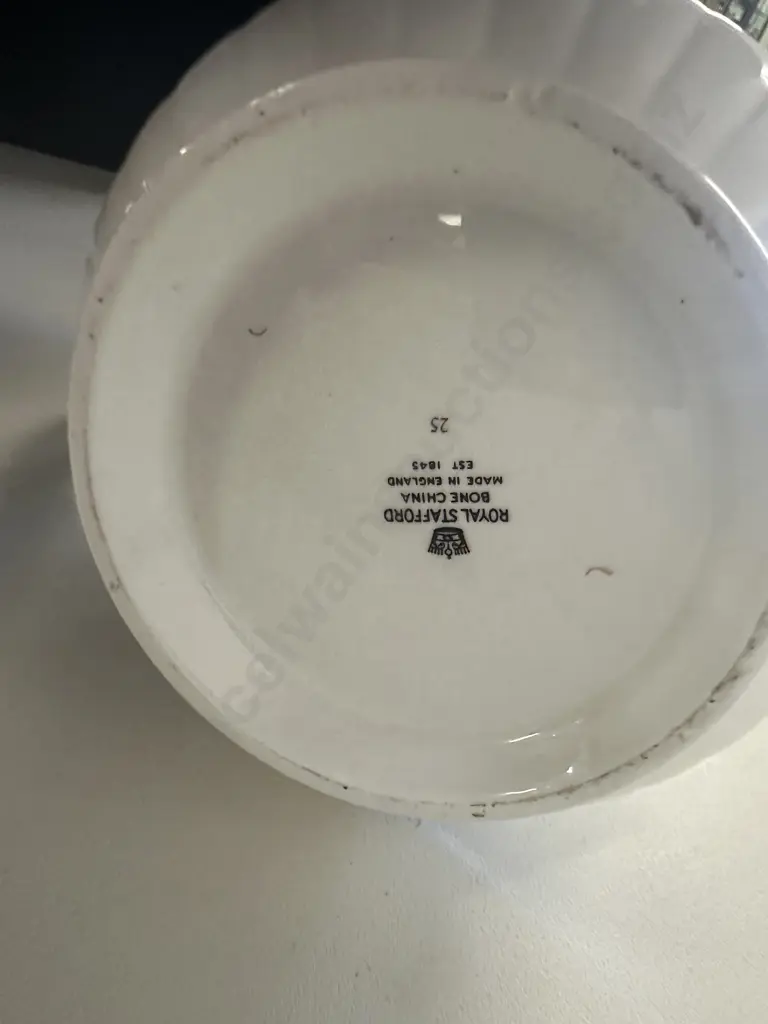 ROYAL STAFFORD
BONE CHINA
MADE IN ENGLAND
EST 1845
25